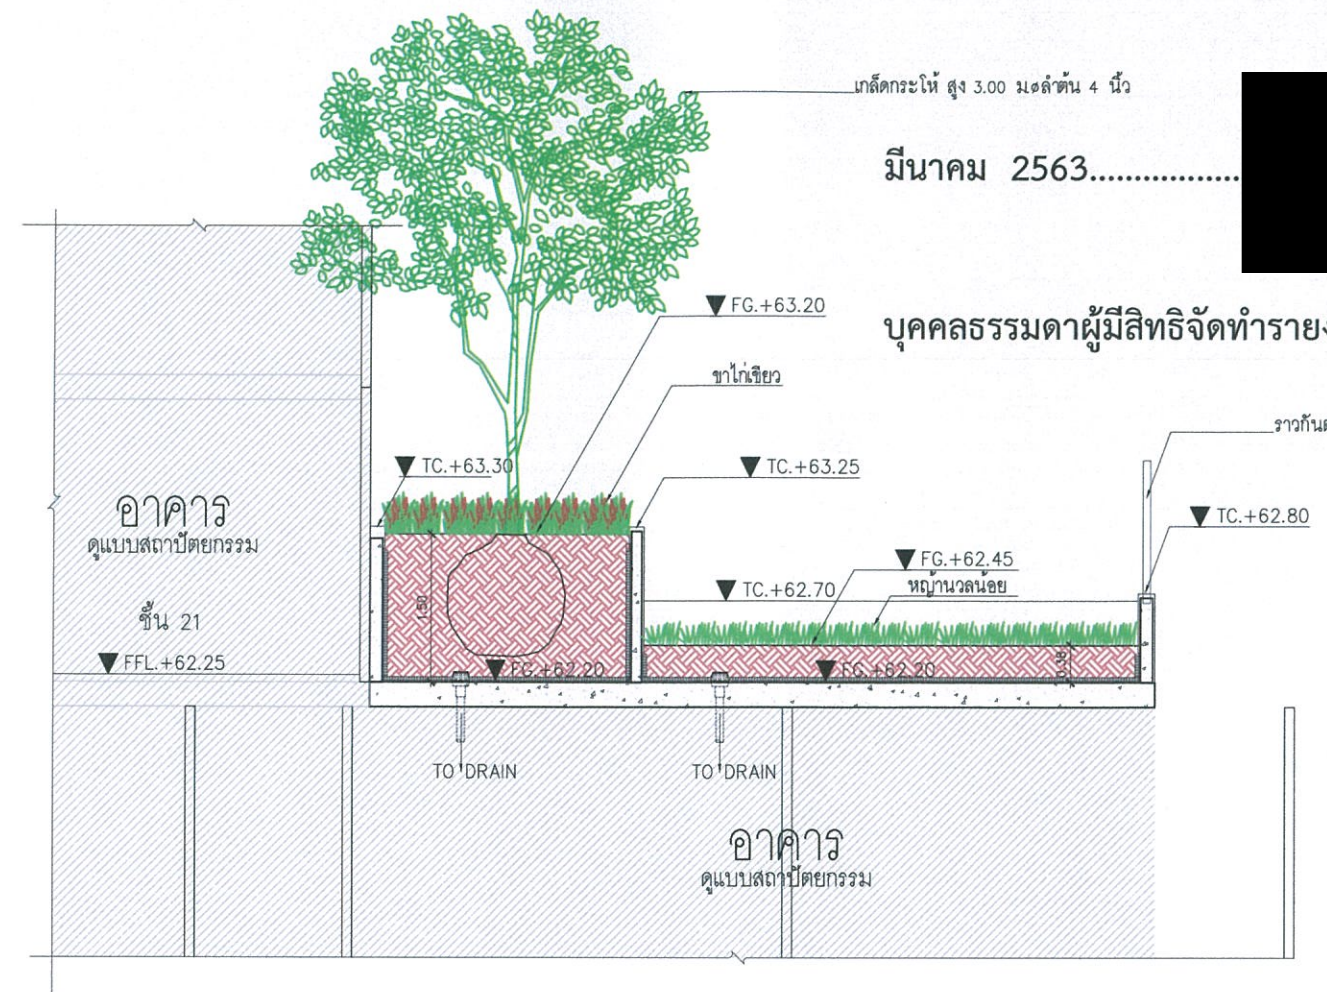 เกล็ดกระโห้ สูง 3.00 ม.ø ลำต้น 4 นิ้ว
มีนาคม 2563.................
FG.+63.20
บุคคลธรรมดาผู้มีสิทธิจัดทำราย
ขาไก่เขียว
ราวกัน
TC.+63.30
TC.+63.25
อาคาร
ดูแบบสถาปัตยกรรม
TC.+62.80
FG.+62.45
TC.+62.70
หญ้านวลน้อย
1.50
ชั้น 21
FFL.+62.25
FG.+62.20
FG.+62.20
0.38
TO DRAIN
TO DRAIN
อาคาร
ดูแบบสถาปัตยกรรม